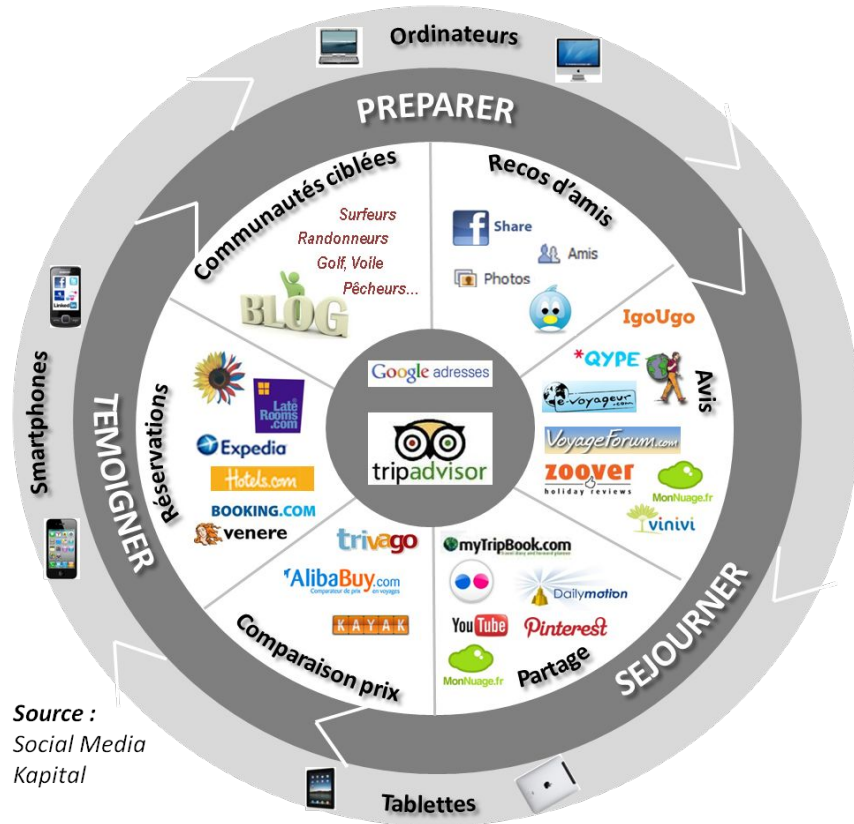 Ordinateurs
PREPARER
Communautés ciblées
Surfeurs
Randonneurs
Golf, Voile
Pêcheurs...
BLOG
Recos d'amis
Share
Amis
Photos
IgoUgo
*QYPE
e-voyageur
.com
VoyageForum.com
zoover
holiday reviews
MonNuage.fr
vinivi
Avis
Google adresses
tripadvisor
Réservations
LATE
ROOMS
.com
Expedia
Hotels.com
BOOKING.COM
venere
trivago
AlibaBuy.com
Comparateur de prix en voyages
KAYAK
Comparaison prix
myTripBook.com
Dailymotion
YouTube
Pinterest
MonNuage.fr
Partage
SEJOURNER
TEMOIGNER
Smartphones
Linked in
Tablettes
Source :
Social Media
Kapital